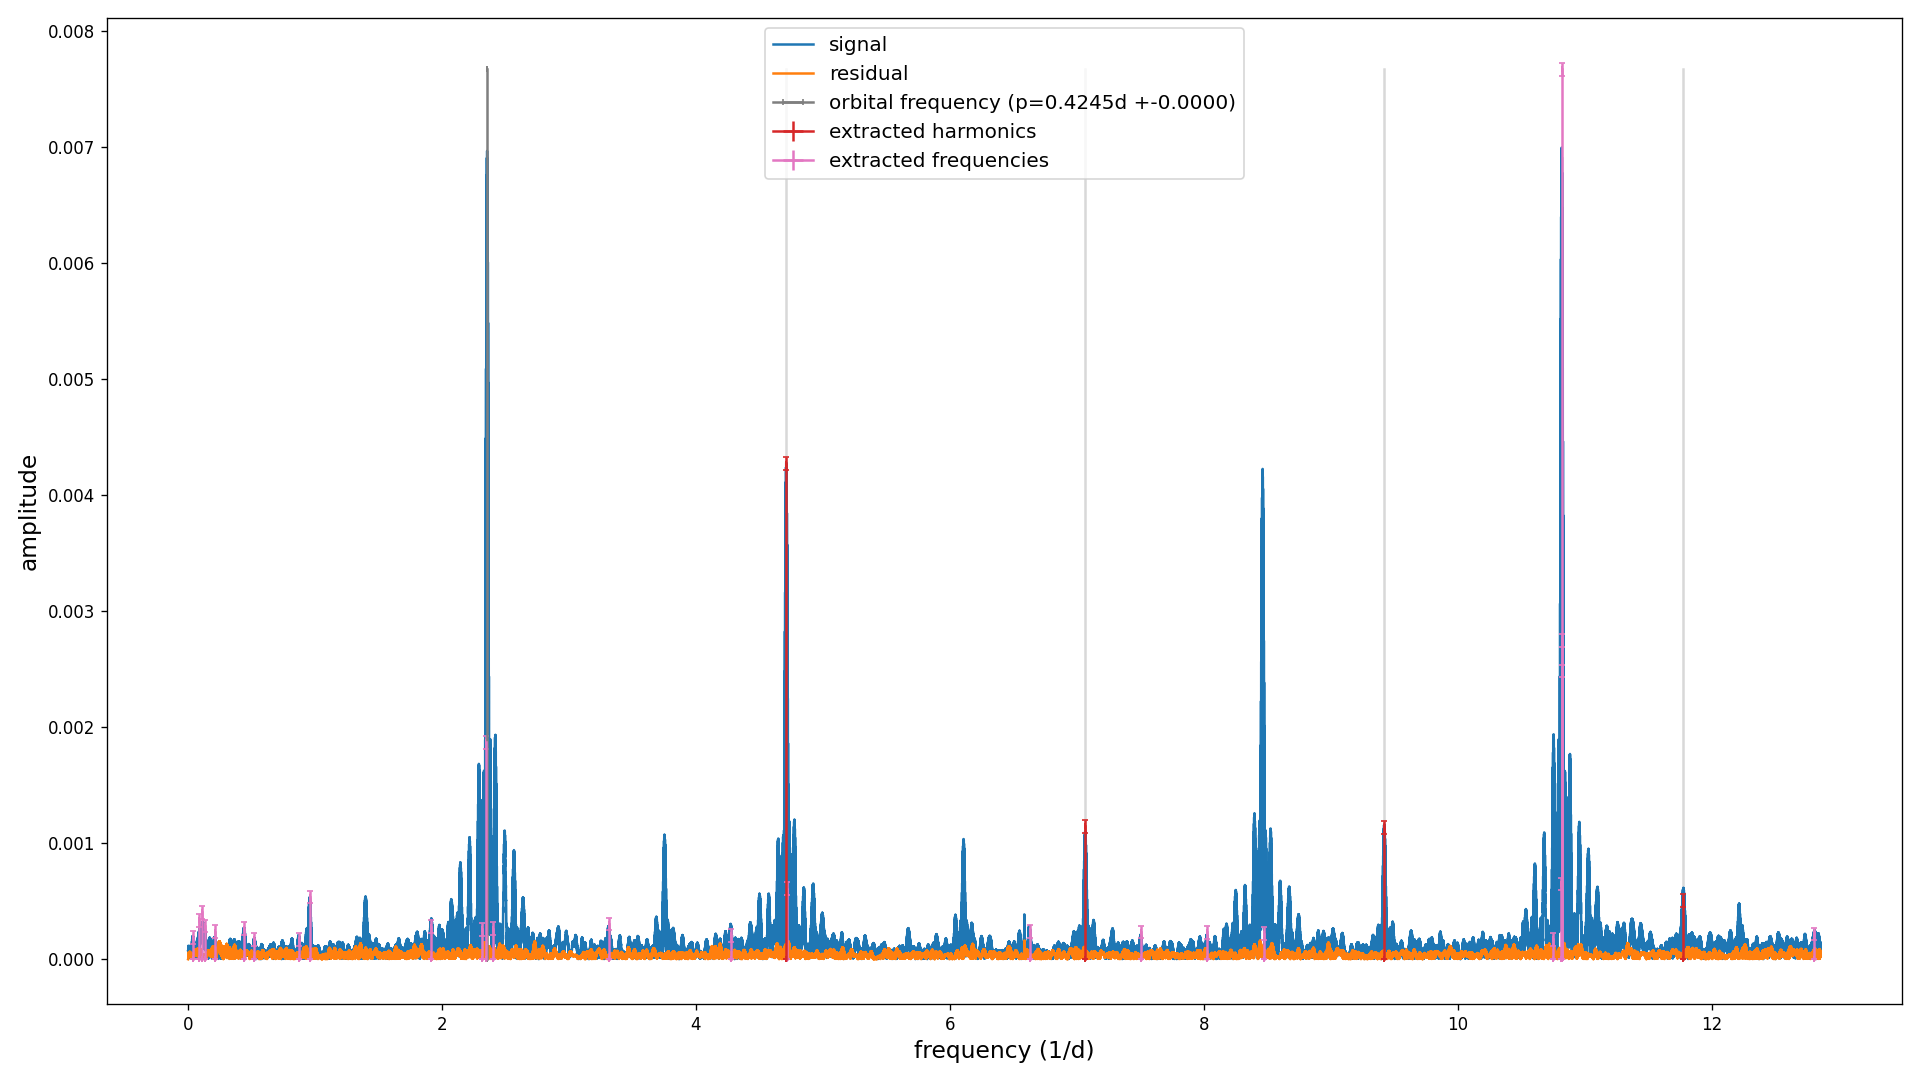 signal
residual
orbital frequency (p=0.4245d +-0.0000)
extracted harmonics
extracted frequencies
0.008
0.007
0.006
0.005
0.004
0.003
0.002
0.001
0.000
amplitude
0 2 4 6 8 10 12
frequency (1/d)